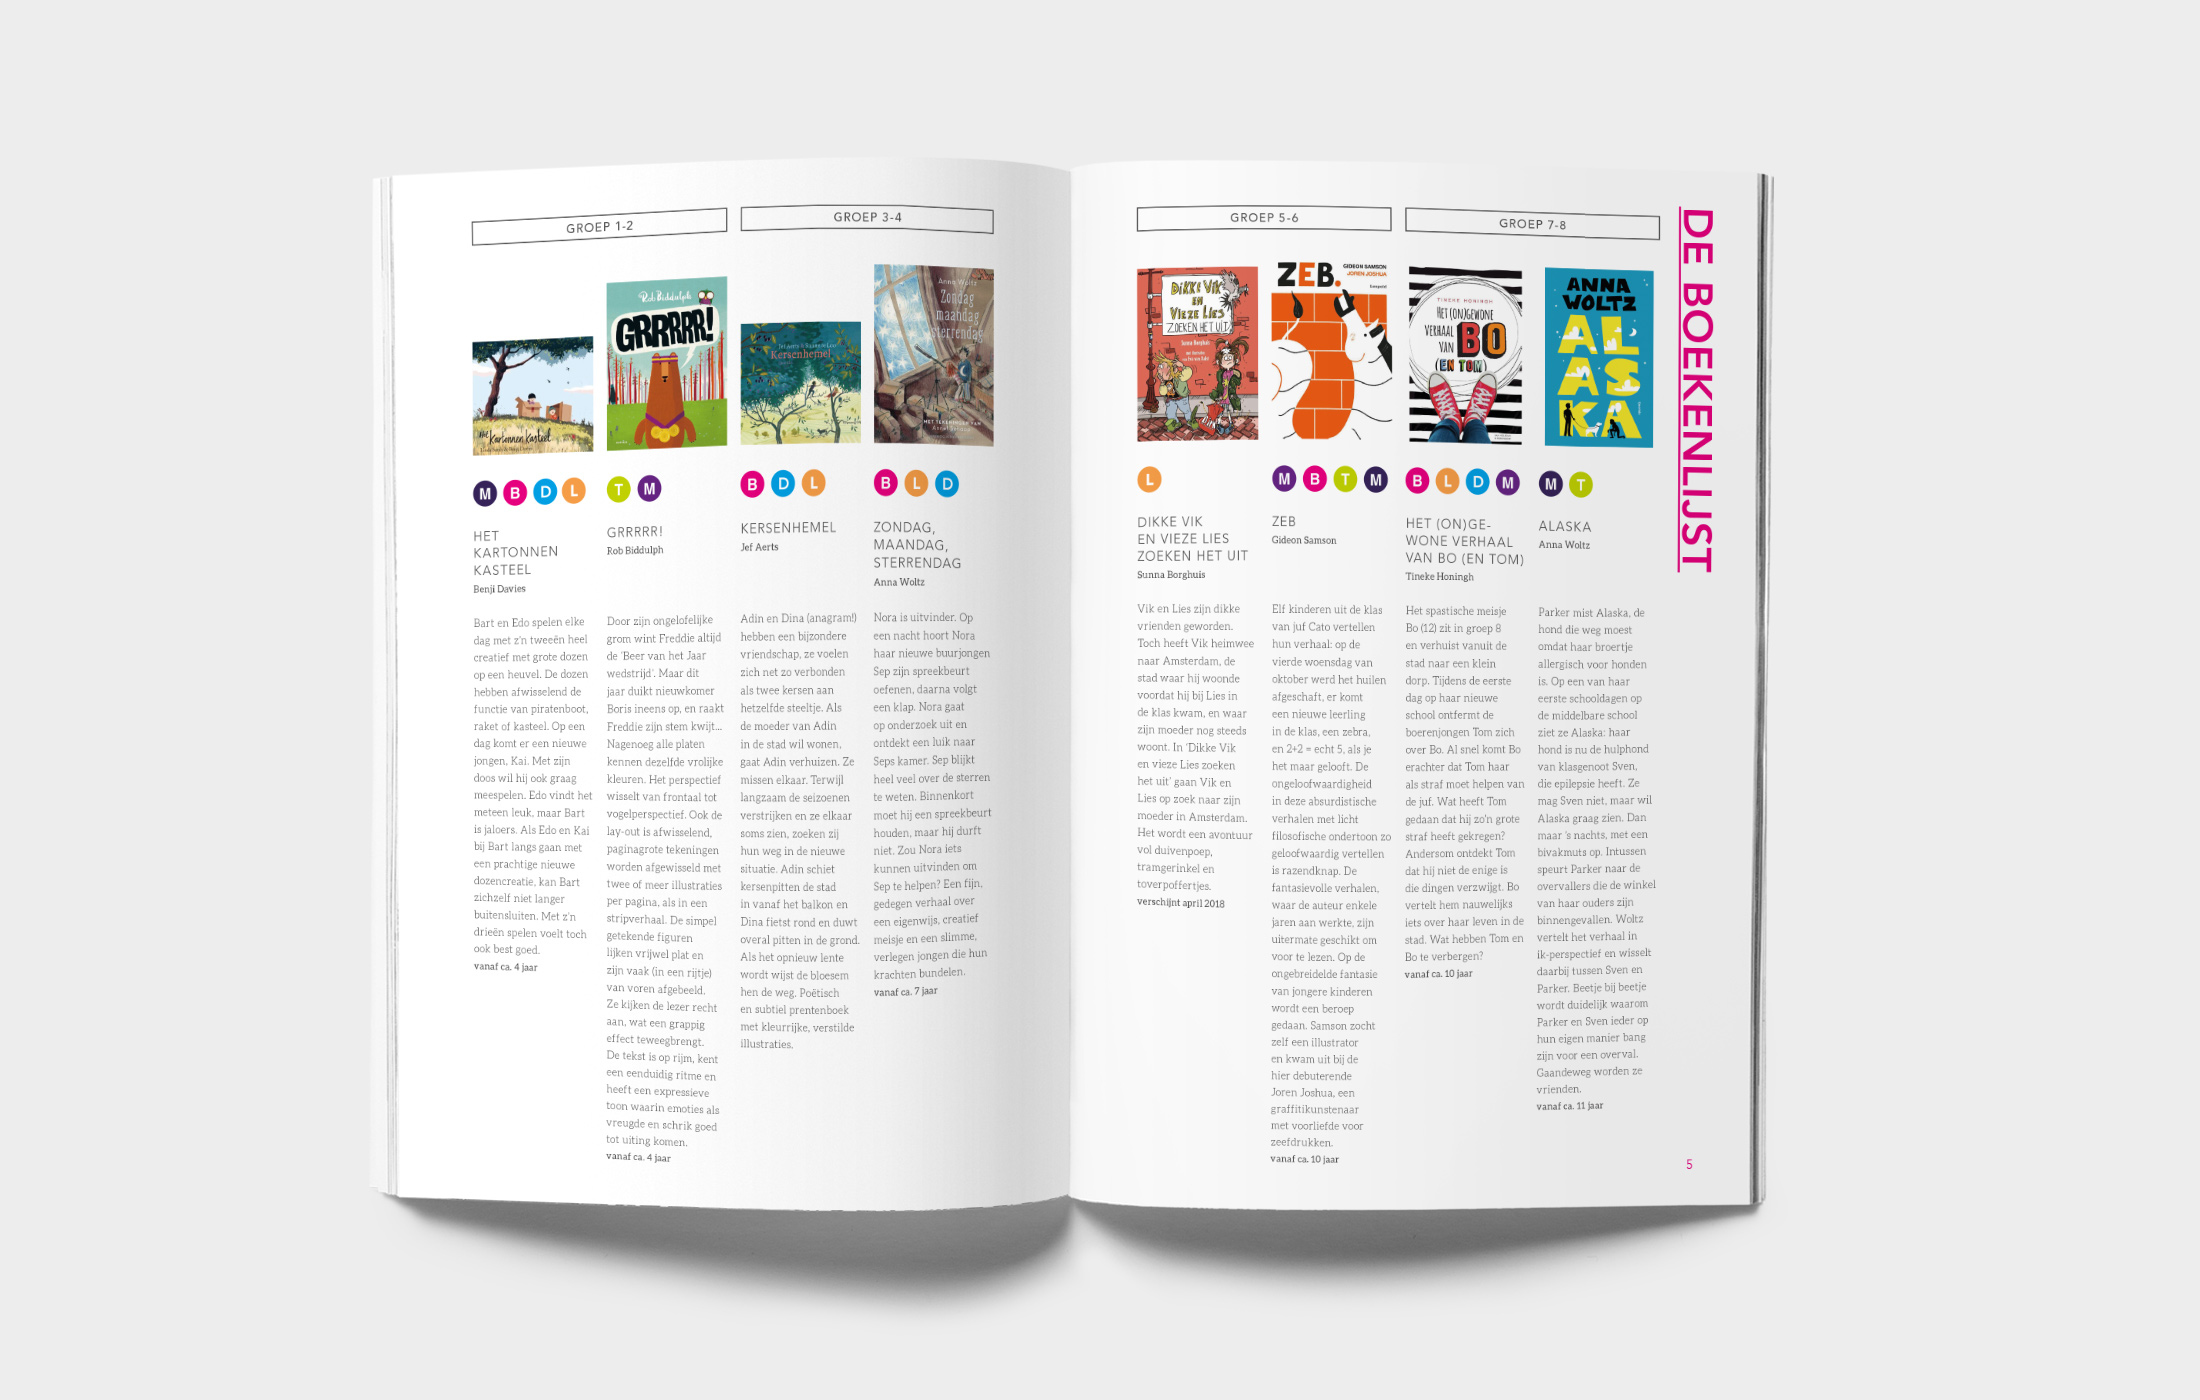 GROEP 1-2
Het
Kartonnen Kasteel
Rob Biddulph
GRRRRR!
M B D L
T M
HET
KARTONNEN
KASTEEL
Benji Davies
Bart en Edo spelen elke
dag met z'n tweeën heel
creatief met grote dozen
op een heuvel. De dozen
hebben afwisselend de
functie van piratenboot,
raket of kasteel. Op een
dag komt er een nieuwe
jongen, Kai. Met zijn
doos wil hij ook graag
meespelen. Edo vindt het
meteen leuk, maar Bart
is jaloers. Als Edo en Kai
bij Bart langs gaan met
een prachtige nieuwe
dozencreatie, kan Bart
zichzelf niet langer
buitensluiten. Met z'n
drieën spelen voelt toch
ook best goed.
vanaf ca. 4 jaar
GRRRRR!
Rob Biddulph
Door zijn ongelofelijke
grom wint Freddie altijd
de 'Beer van het Jaar
wedstrijd'. Maar dit
jaar duikt nieuwkomer
Boris ineens op, en raakt
Freddie zijn stem kwijt...
Nagenoeg alle platen
kennen dezelfde vrolijke
kleuren. Het perspectief
wisselt van frontaal tot
vogelperspectief. Ook de
lay-out is afwisselend,
paginagrote tekeningen
worden afgewisseld met
twee of meer illustraties
per pagina, als in een
stripverhaal. De simpel
getekende figuren
lijken vrijwel plat en
zijn vaak (in een rijtje)
van voren afgebeeld.
Ze kijken de lezer recht
aan, wat een grappig
effect teweegbrengt.
De tekst is op rijm, kent
een eenduidig ritme en
heeft een expressieve
toon waarin emoties als
vreugde en schrik goed
tot uiting komen.
vanaf ca. 4 jaar
GROEP 3-4
Kersenhemel
Anna Woltz
Zondag
maandag
sterrendag
MET TEKENINGEN VAN
B D L
B L D
KERSENHEMEL
Jef Aerts
Adin en Dina (anagram!)
hebben een bijzondere
vriendschap, ze voelen
zich net zo verbonden
als twee kersen aan
hetzelfde steeltje. Als
de moeder van Adin
in de stad wil wonen,
gaat Adin verhuizen. Ze
missen elkaar. Terwijl
langzaam de seizoenen
verstrijken en ze elkaar
soms zien, zoeken zij
hun weg in de nieuwe
situatie. Adin schiet
kersenpitten de stad
in vanaf het balkon en
Dina fietst rond en duwt
overal pitten in de grond.
Als het opnieuw lente
wordt wijst de bloesem
hen de weg. Poëtisch
en subtiel prentenboek
met kleurrijke, verstilde
illustraties.
ZONDAG,
MAANDAG,
STERRENDAG
Anna Woltz
Nora is uitvinder. Op
een nacht hoort Nora
haar nieuwe buurjongen
Sep zijn spreekbeurt
oefenen, daarna volgt
een klap. Nora gaat
op onderzoek uit en
ontdekt een luik naar
Seps kamer. Sep blijkt
heel veel over de sterren
te weten. Binnenkort
moet hij een spreekbeurt
houden, maar hij durft
niet. Zou Nora iets
kunnen uitvinden om
Sep te helpen? Een fijn,
gedegen verhaal over
een eigenwijs, creatief
meisje en een slimme,
verlegen jongen die hun
krachten bundelen.
vanaf ca. 7 jaar
GROEP 5-6
DIKKE VIK
EN
VIEZE LIES
ZOEKEN HET UIT
Sunna Borghuis
ZEB.
GIDEON SAMSON
JOREN JOSHUA
L
M B T M
DIKKE VIK
EN VIEZE LIES
ZOEKEN HET UIT
Sunna Borghuis
Vik en Lies zijn dikke
vrienden geworden.
Toch heeft Vik heimwee
naar Amsterdam, de
stad waar hij woonde
voordat hij bij Lies in
de klas kwam, en waar
zijn moeder nog steeds
woont. In 'Dikke Vik
en vieze Lies zoeken
het uit' gaan Vik en
Lies op zoek naar zijn
moeder in Amsterdam.
Het wordt een avontuur
vol duivenpoep,
tramgerinkel en
toverpoffertjes.
verschijnt april 2018
ZEB
Gideon Samson
Elf kinderen uit de klas
van juf Cato vertellen
hun verhaal: op de
vierde woensdag van
oktober werd het huilen
afgeschaft, er komt
een nieuwe leerling
in de klas, een zebra,
en 2+2 = echt 5, als je
het maar gelooft. De
ongeloofwaardigheid
in deze absurdistische
verhalen met licht
filosofische ondertoon zo
geloofwaardig vertellen
is razendknap. De
fantasievolle verhalen,
waar de auteur enkele
jaren aan werkte, zijn
uitermate geschikt om
voor te lezen. Op de
ongebreidelde fantasie
van jongere kinderen
wordt een beroep
gedaan. Samson zocht
zelf een illustrator
en kwam uit bij de
hier debuterende
Joren Joshua, een
graffitikunstenaar
met voorliefde voor
zeefdrukken.
vanaf ca. 10 jaar
GROEP 7-8
TINEKE HONINGH
HET (ON)GEWONE
VERHAAL
VAN BO
(EN TOM)
ANNA
WOLTZ
ALASKA
B L D M
M T
HET (ON)GE-
WONE VERHAAL
VAN BO (EN TOM)
Tineke Honingh
Het spastische meisje
Bo (12) zit in groep 8
en verhuist vanuit de
stad naar een klein
dorp. Tijdens de eerste
dag op haar nieuwe
school ontfermt de
boerenjongen Tom zich
over Bo. Al snel komt Bo
erachter dat Tom haar
als straf moet helpen van
de juf. Wat heeft Tom
gedaan dat hij zo'n grote
straf heeft gekregen?
Andersom ontdekt Tom
dat hij niet de enige is
die dingen verzwijgt. Bo
vertelt hem nauwelijks
iets over haar leven in de
stad. Wat hebben Tom en
Bo te verbergen?
vanaf ca. 10 jaar
ALASKA
Anna Woltz
Parker mist Alaska, de
hond die weg moest
omdat haar broertje
allergisch voor honden
is. Op een van haar
eerste schooldagen op
de middelbare school
ziet ze Alaska: haar
hond is nu de hulphond
van klasgenoot Sven,
die epilepsie heeft. Ze
mag Sven niet, maar wil
Alaska graag zien. Dan
maar 's nachts, met een
bivakmuts op. Intussen
speurt Parker naar de
overvallers die de winkel
van haar ouders zijn
binnengevallen. Woltz
vertelt het verhaal in
ik-perspectief en wisselt
daarbij tussen Sven en
Parker. Beetje bij beetje
wordt duidelijk waarom
Parker en Sven ieder op
hun eigen manier bang
zijn voor een overval.
Gaandeweg worden ze
vrienden.
vanaf ca. 11 jaar
DE BOEKENLIJST
5